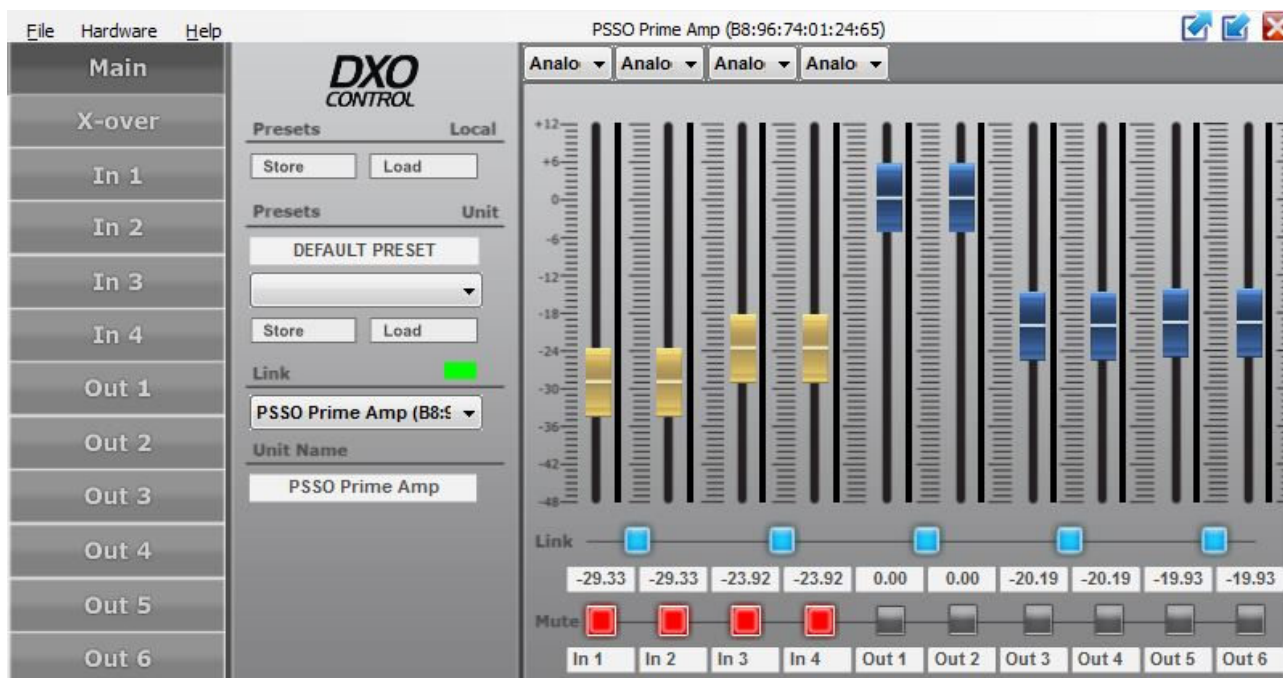 File Hardware Help PSSO Prime Amp (B8:96:74:01:24:65)
Main
X-over
In 1
In 2
In 3
In 4
Out 1
Out 2
Out 3
Out 4
Out 5
Out 6
DXO
CONTROL
Presets Local
Store Load
Presets Unit
DEFAULT PRESET
Store Load
Link
PSSO Prime Amp (B8:9
Unit Name
PSSO Prime Amp
Analo Analo Analo Analo
+12
+6
0
-6
-12
-18
-24
-30
-36
-42
-48
Link
-29.33 -29.33 -23.92 -23.92 0.00 0.00 -20.19 -20.19 -19.93 -19.93
Mute
In 1 In 2 In 3 In 4 Out 1 Out 2 Out 3 Out 4 Out 5 Out 6